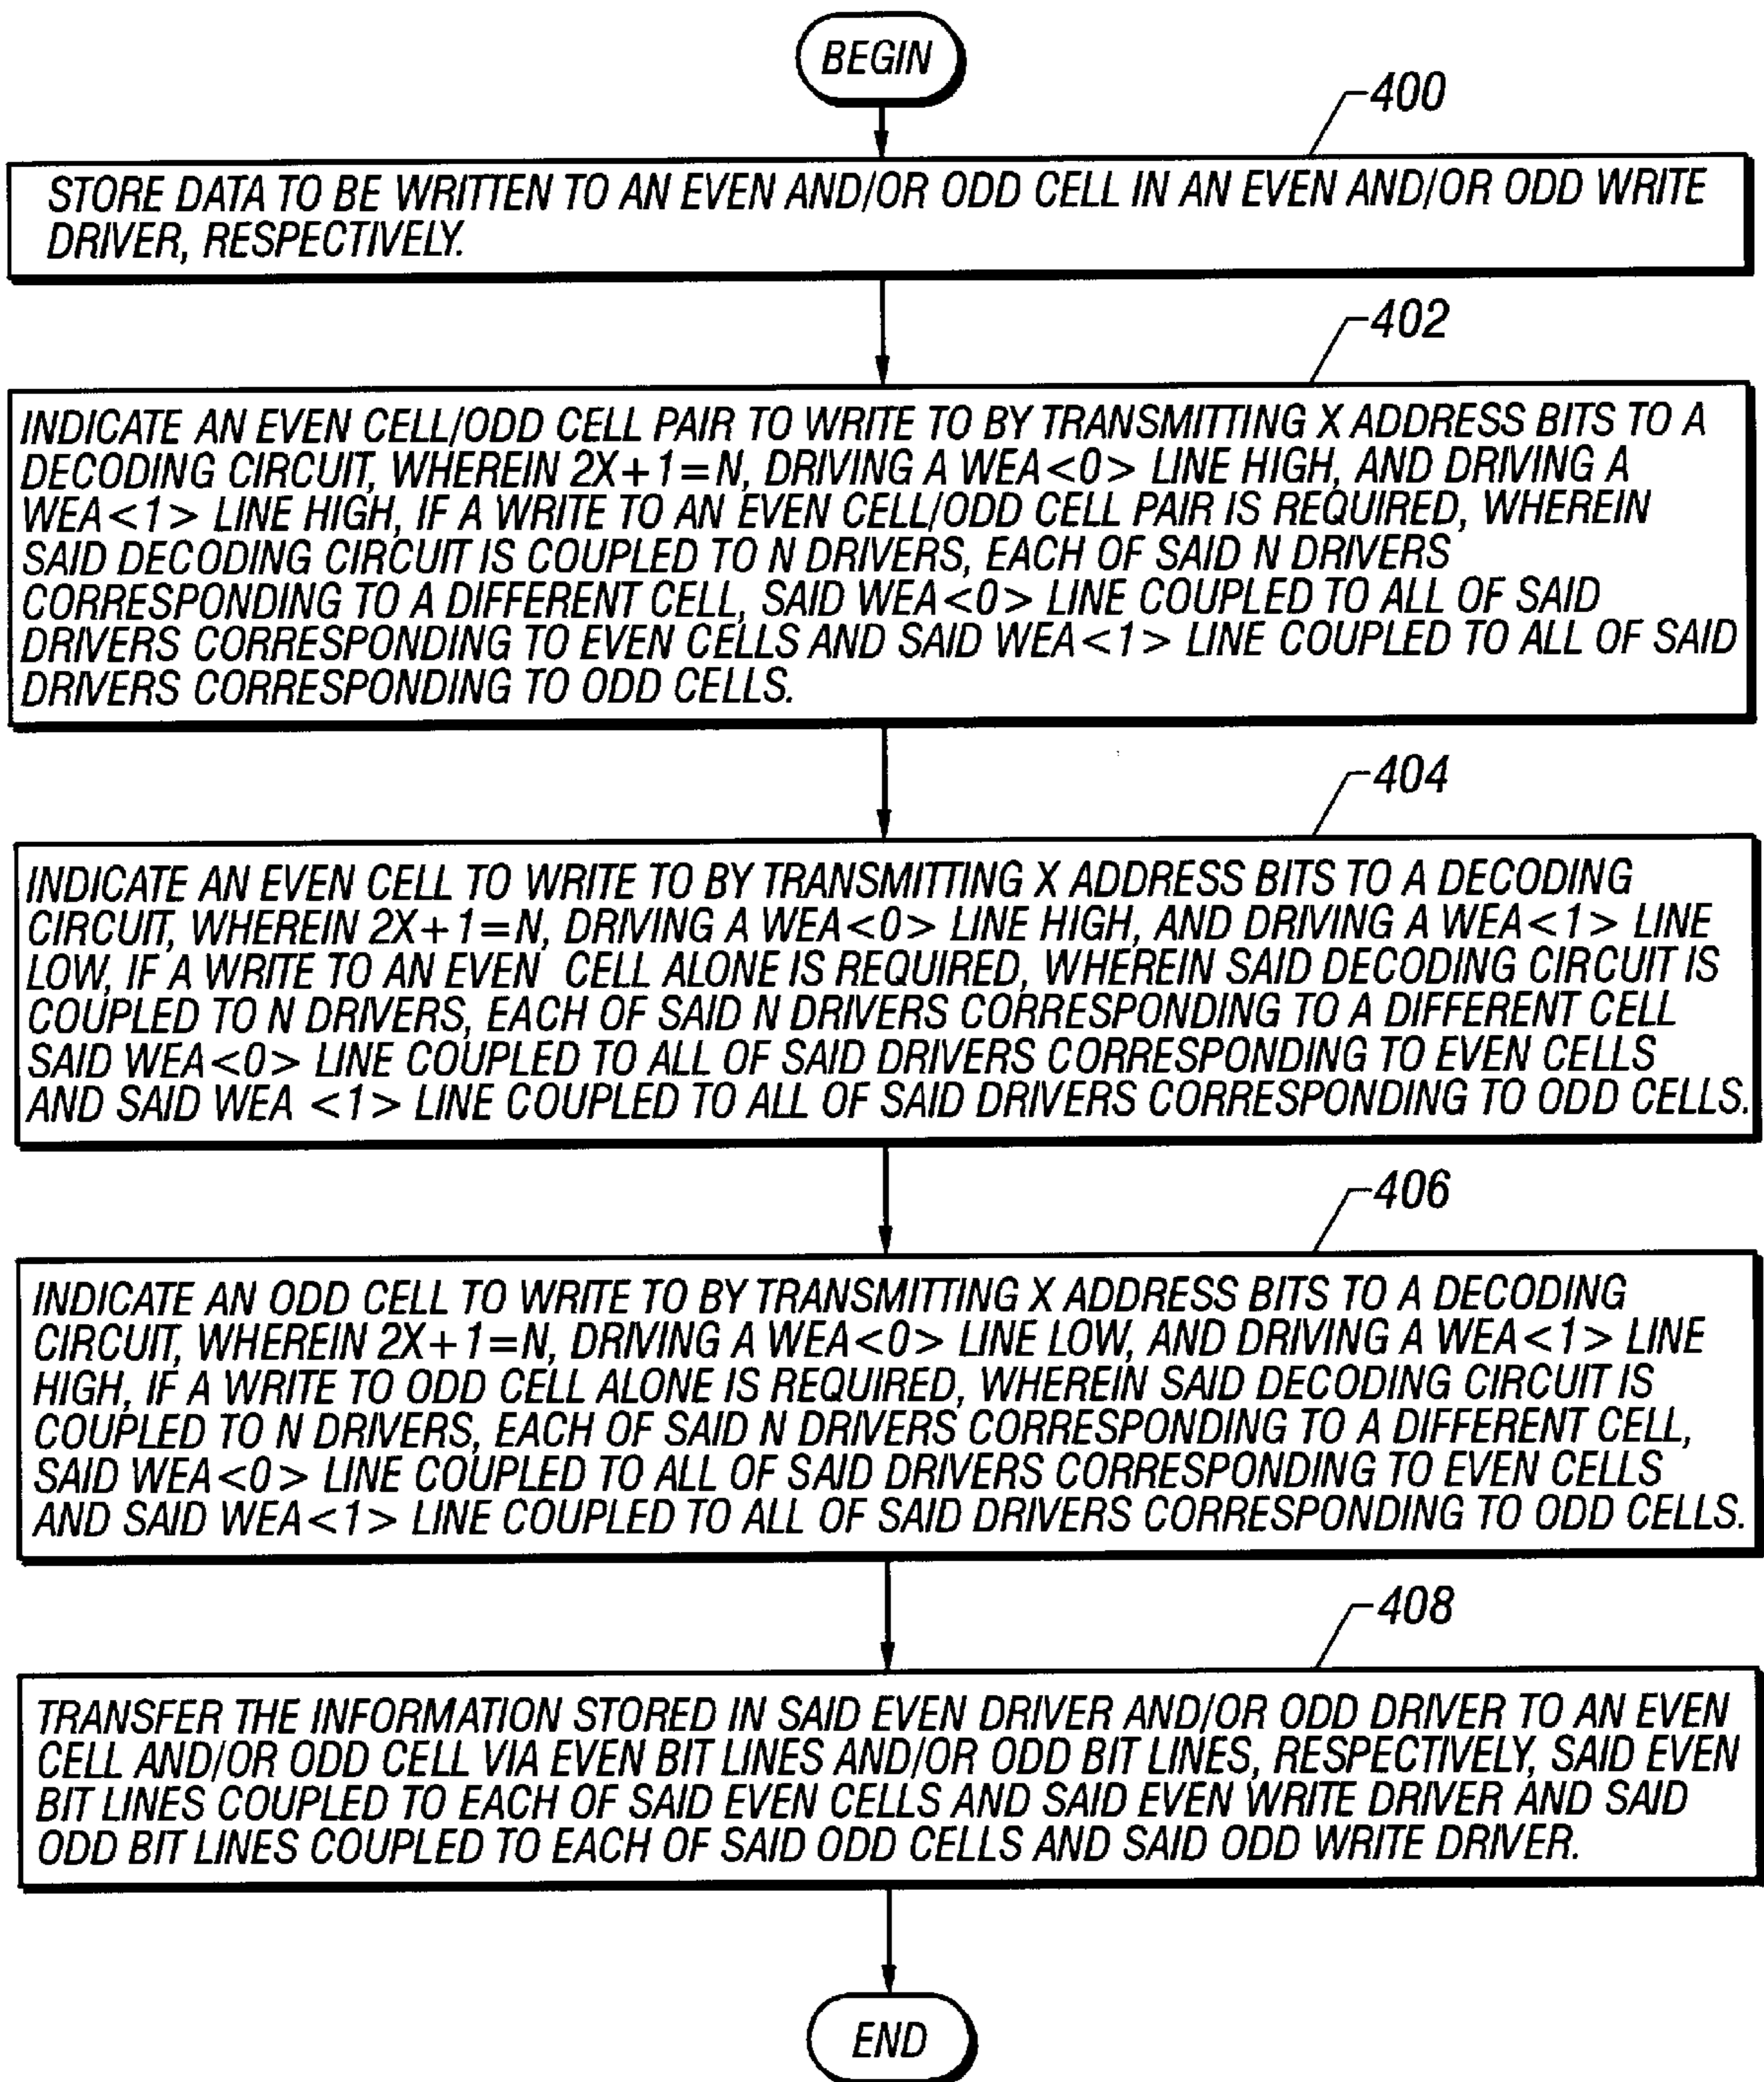 BEGIN
400
STORE DATA TO BE WRITTEN TO AN EVEN AND/OR ODD CELL IN AN EVEN AND/OR ODD WRITE
DRIVER, RESPECTIVELY.
402
INDICATE AN EVEN CELL/ODD CELL PAIR TO WRITE TO BY TRANSMITTING X ADDRESS BITS TO A
DECODING CIRCUIT, WHEREIN 2X+1=N, DRIVING A WEA<0> LINE HIGH, AND DRIVING A
WEA<1> LINE HIGH, IF A WRITE TO AN EVEN CELL/ODD CELL PAIR IS REQUIRED, WHEREIN
SAID DECODING CIRCUIT IS COUPLED TO N DRIVERS, EACH OF SAID N DRIVERS
CORRESPONDING TO A DIFFERENT CELL, SAID WEA<0> LINE COUPLED TO ALL OF SAID
DRIVERS CORRESPONDING TO EVEN CELLS AND SAID WEA<1> LINE COUPLED TO ALL OF SAID
DRIVERS CORRESPONDING TO ODD CELLS.
404
INDICATE AN EVEN CELL TO WRITE TO BY TRANSMITTING X ADDRESS BITS TO A DECODING
CIRCUIT, WHEREIN 2X+1=N, DRIVING A WEA<0> LINE HIGH, AND DRIVING A WEA<1> LINE
LOW, IF A WRITE TO AN EVEN CELL ALONE IS REQUIRED, WHEREIN SAID DECODING CIRCUIT IS
COUPLED TO N DRIVERS, EACH OF SAID N DRIVERS CORRESPONDING TO A DIFFERENT CELL
SAID WEA<0> LINE COUPLED TO ALL OF SAID DRIVERS CORRESPONDING TO EVEN CELLS
AND SAID WEA <1> LINE COUPLED TO ALL OF SAID DRIVERS CORRESPONDING TO ODD CELLS.
406
INDICATE AN ODD CELL TO WRITE TO BY TRANSMITTING X ADDRESS BITS TO A DECODING
CIRCUIT, WHEREIN 2X+1=N, DRIVING A WEA<0> LINE LOW, AND DRIVING A WEA<1> LINE
HIGH, IF A WRITE TO ODD CELL ALONE IS REQUIRED, WHEREIN SAID DECODING CIRCUIT IS
COUPLED TO N DRIVERS, EACH OF SAID N DRIVERS CORRESPONDING TO A DIFFERENT CELL,
SAID WEA<0> LINE COUPLED TO ALL OF SAID DRIVERS CORRESPONDING TO EVEN CELLS
AND SAID WEA<1> LINE COUPLED TO ALL OF SAID DRIVERS CORRESPONDING TO ODD CELLS.
408
TRANSFER THE INFORMATION STORED IN SAID EVEN DRIVER AND/OR ODD DRIVER TO AN EVEN
CELL AND/OR ODD CELL VIA EVEN BIT LINES AND/OR ODD BIT LINES, RESPECTIVELY, SAID EVEN
BIT LINES COUPLED TO EACH OF SAID EVEN CELLS AND SAID EVEN WRITE DRIVER AND SAID
ODD BIT LINES COUPLED TO EACH OF SAID ODD CELLS AND SAID ODD WRITE DRIVER.
END